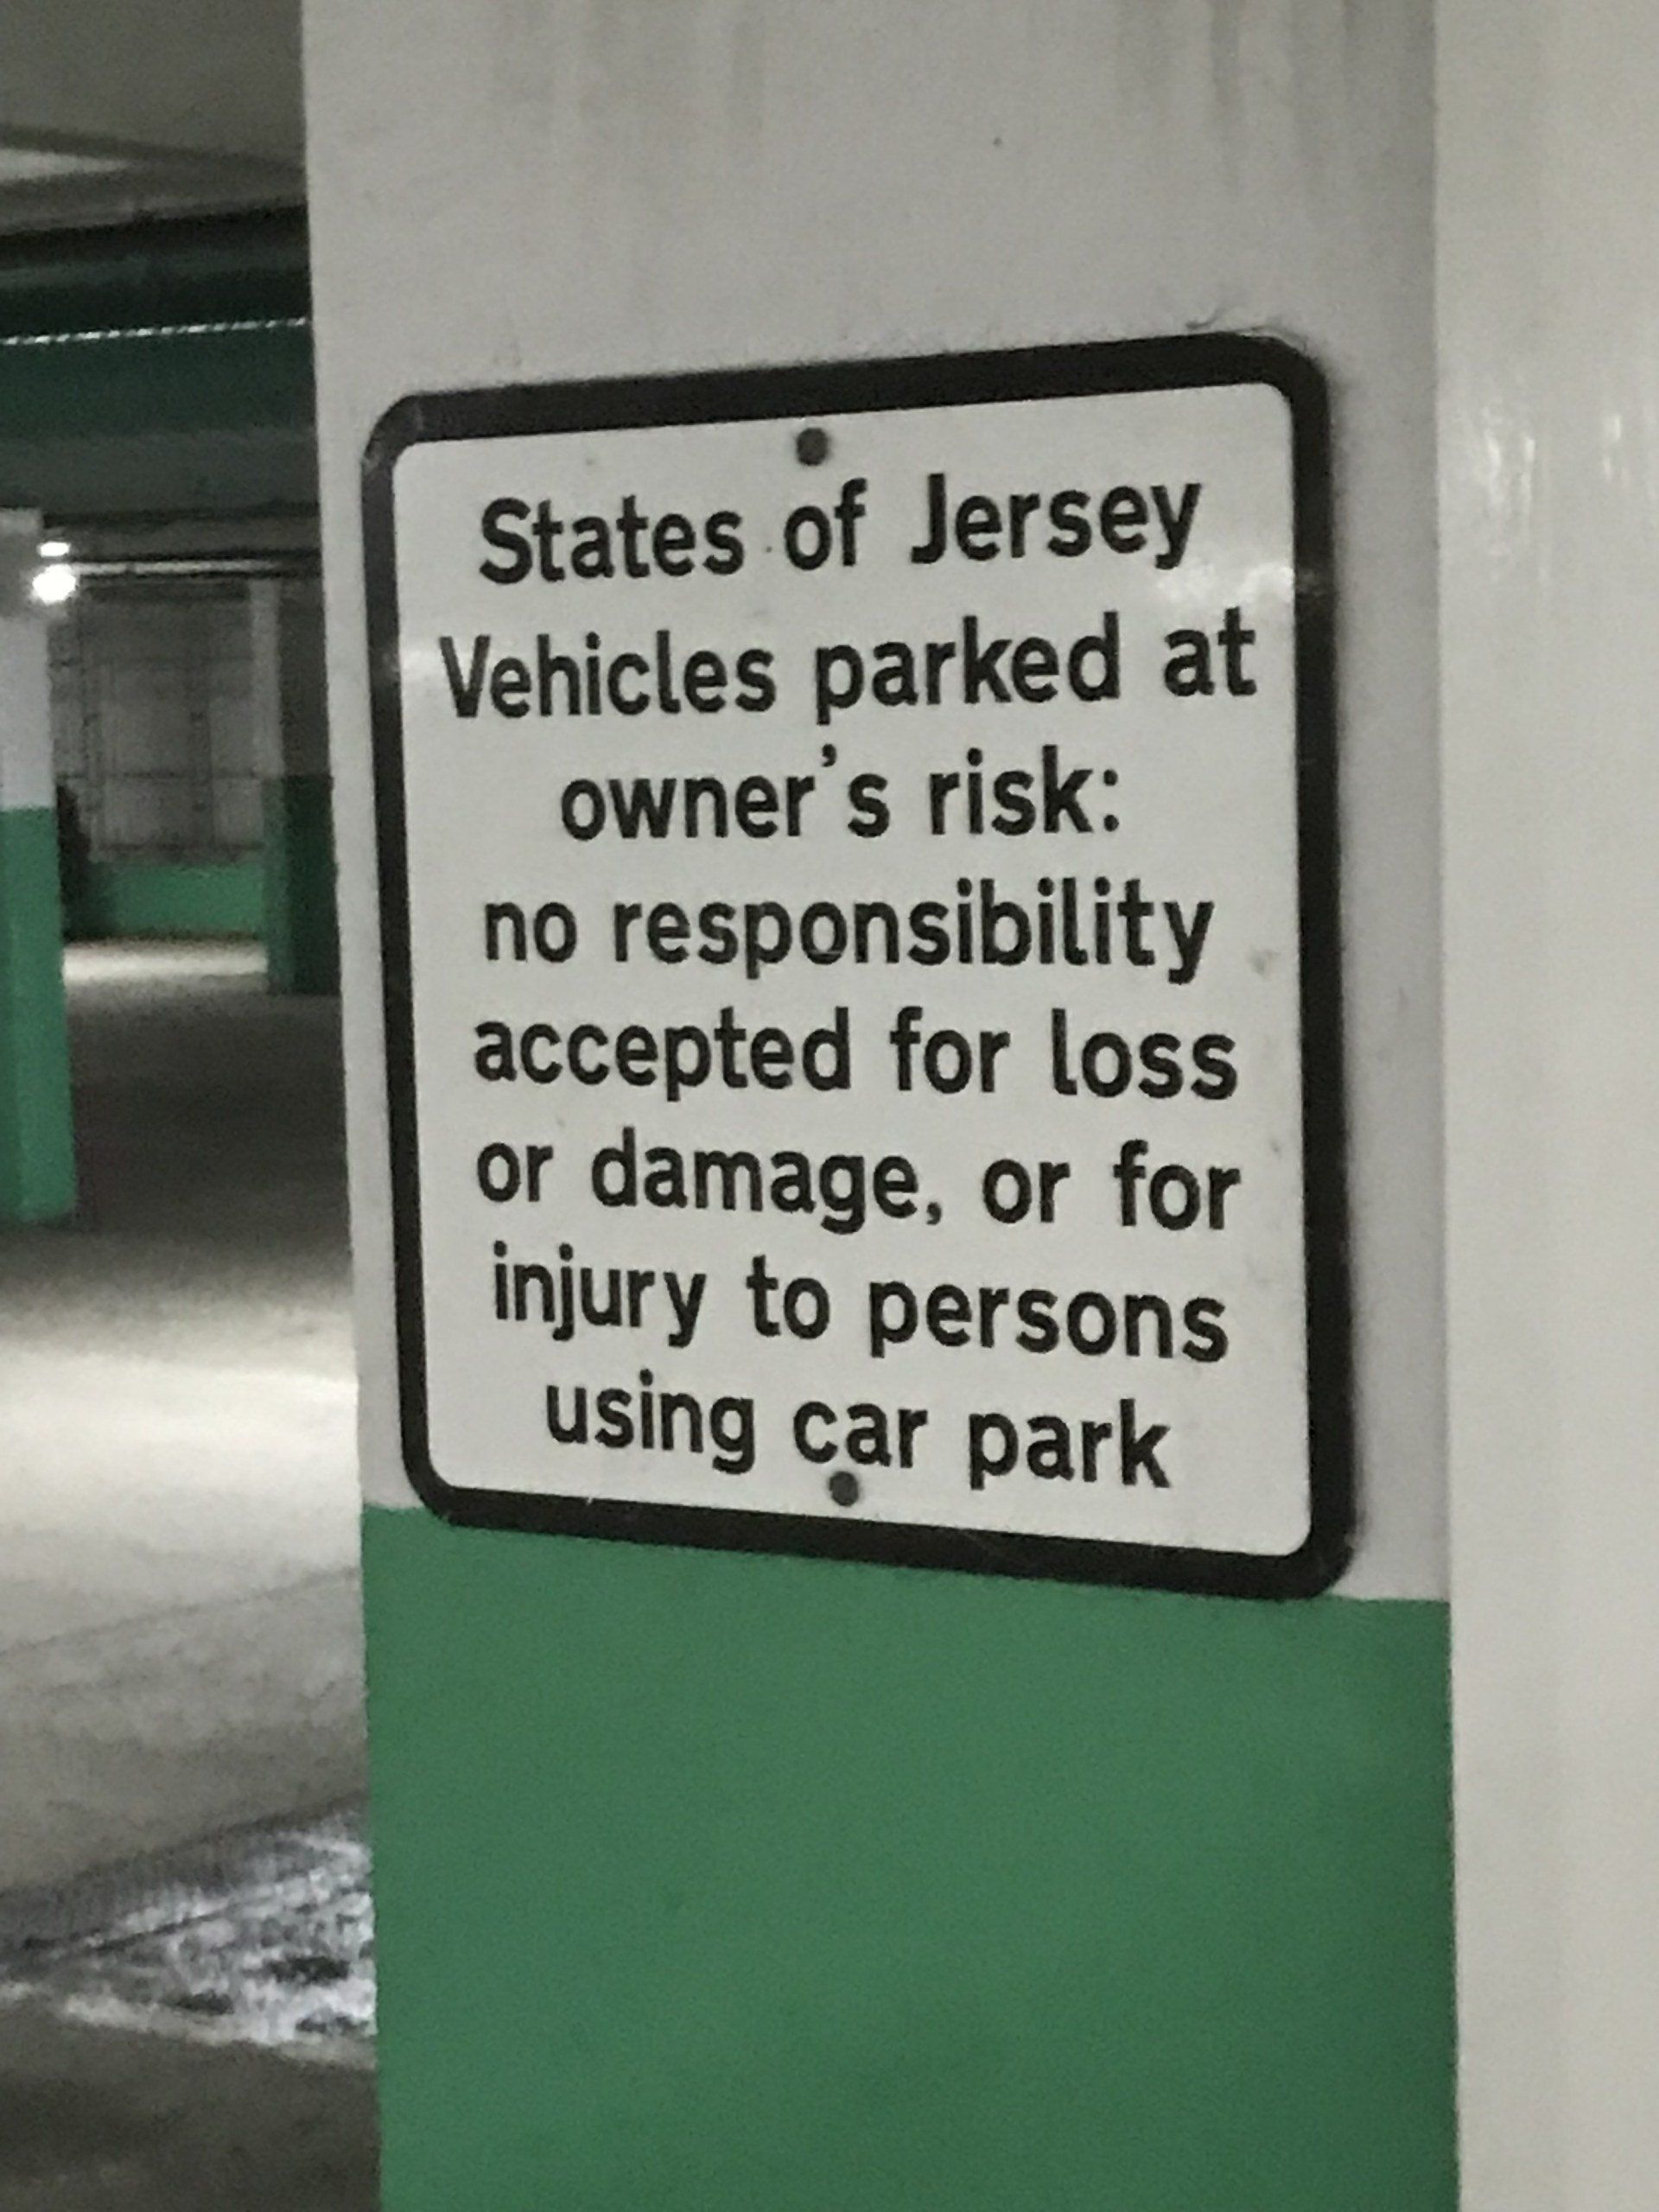 States of Jersey
Vehicles parked at
owner's risk:
no responsibility
accepted for loss
or damage, or for
injury to persons
using car park